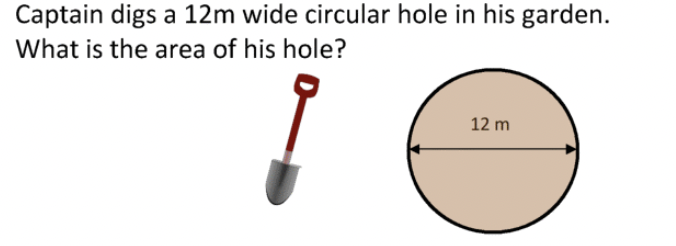 Captain digs a 12m wide circular hole in his garden.
What is the area of his hole?
12 m